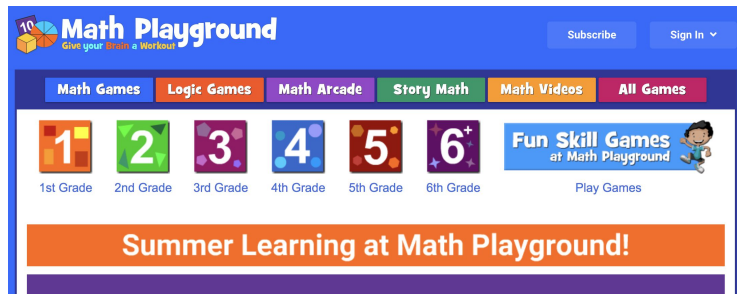 10
Math Playground
Give your Brain a Workout
Subscribe
Sign In
Math Games
Logic Games
Math Arcade
Story Math
Math Videos
All Games
1
2
3
4
5
6+
Fun Skill Games
at Math Playground
1st Grade
2nd Grade
3rd Grade
4th Grade
5th Grade
6th Grade
Play Games
Summer Learning at Math Playground!